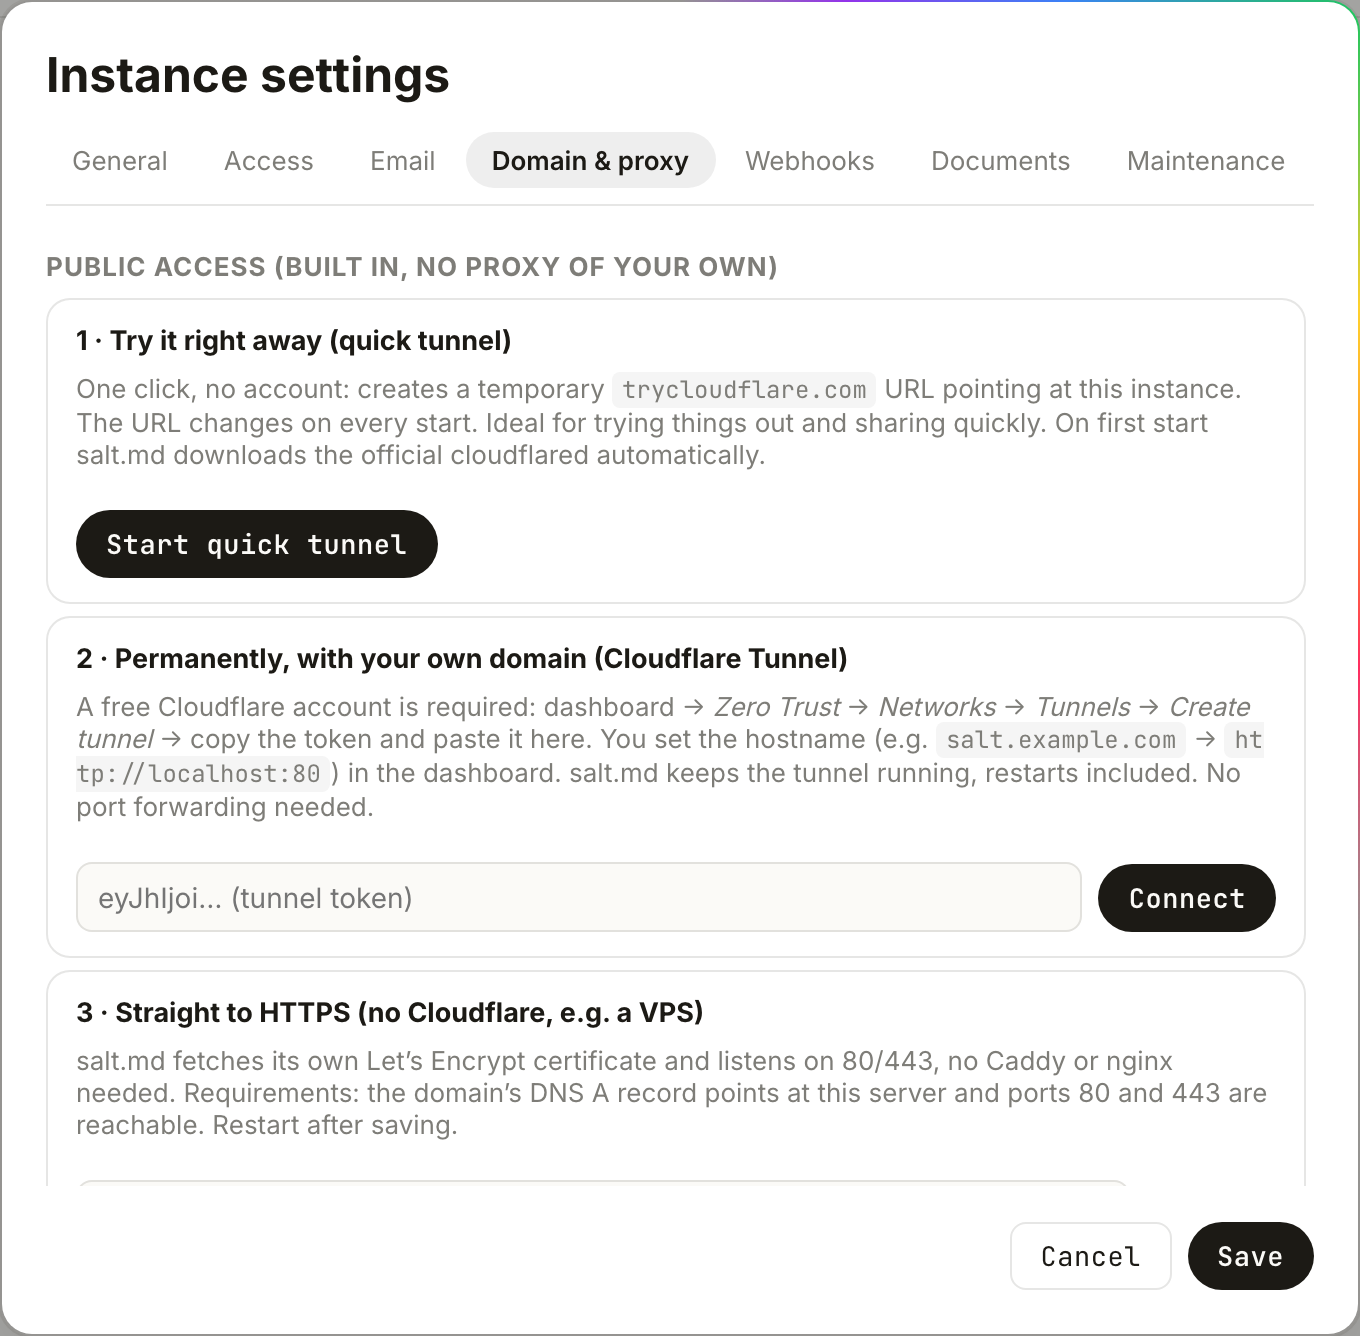 Instance settings
General Access Email Domain & proxy Webhooks Documents Maintenance
PUBLIC ACCESS (BUILT IN, NO PROXY OF YOUR OWN)
1 · Try it right away (quick tunnel)
One click, no account: creates a temporary trycloudflare.com URL pointing at this instance.
The URL changes on every start. Ideal for trying things out and sharing quickly. On first start
salt.md downloads the official cloudflared automatically.
Start quick tunnel
2 · Permanently, with your own domain (Cloudflare Tunnel)
A free Cloudflare account is required: dashboard → Zero Trust → Networks → Tunnels → Create
tunnel → copy the token and paste it here. You set the hostname (e.g. salt.example.com → ht
tp://localhost:80) in the dashboard. salt.md keeps the tunnel running, restarts included. No
port forwarding needed.
eyJhIjoi... (tunnel token)
Connect
3 · Straight to HTTPS (no Cloudflare, e.g. a VPS)
salt.md fetches its own Let’s Encrypt certificate and listens on 80/443, no Caddy or nginx
needed. Requirements: the domain’s DNS A record points at this server and ports 80 and 443 are
reachable. Restart after saving.
Cancel Save